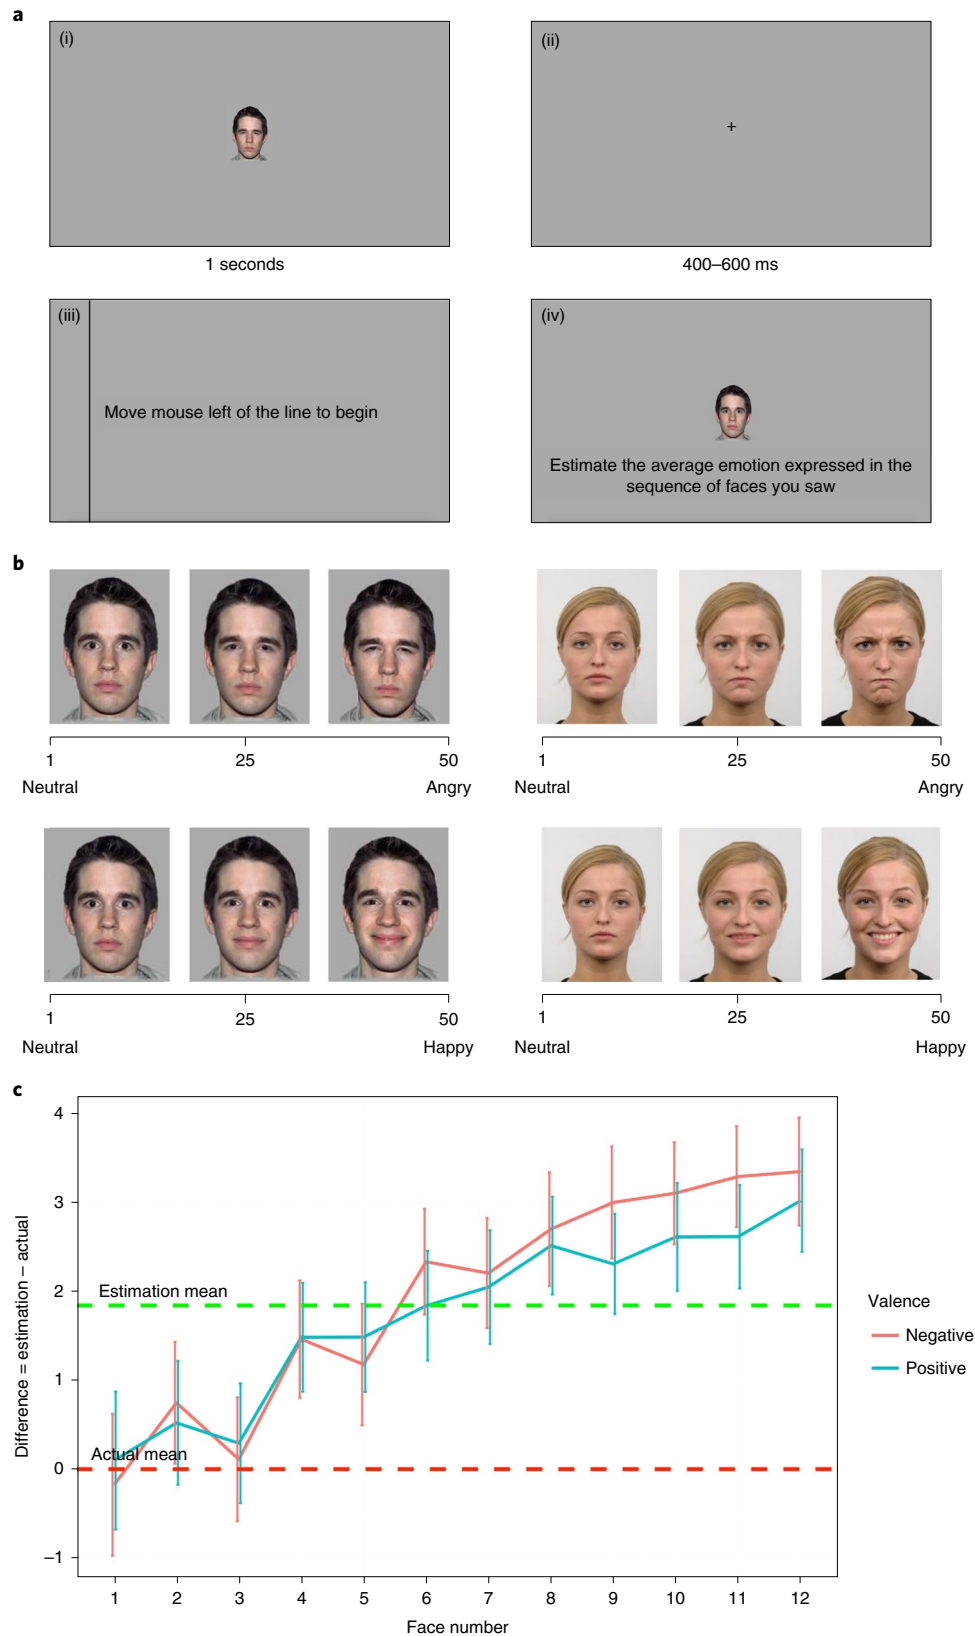 a
(i)
(ii)
+
1 seconds
400–600 ms
(iii)
Move mouse left of the line to begin
(iv)
Estimate the average emotion expressed in the
sequence of faces you saw
b
1 25 50
Neutral Angry
1 25 50
Neutral Angry
1 25 50
Neutral Happy
1 25 50
Neutral Happy
c
Difference = estimation – actual
4
3
2
1
0
–1
Estimation mean
Actual mean
1 2 3 4 5 6 7 8 9 10 11 12
Face number
Valence
Negative
Positive